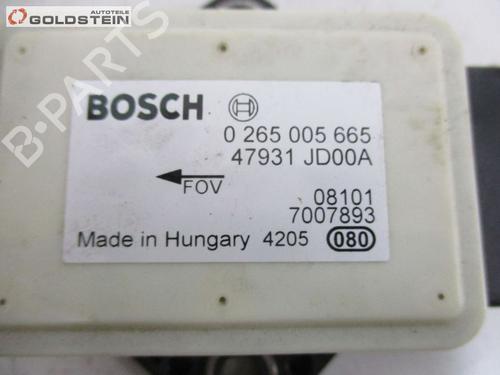 AUTOTEILE
GOLDSTEIN
B-PARTS
BOSCH
0 265 005 665
47931 JD00A
FOV
08101
7007893
Made in Hungary 4205 080